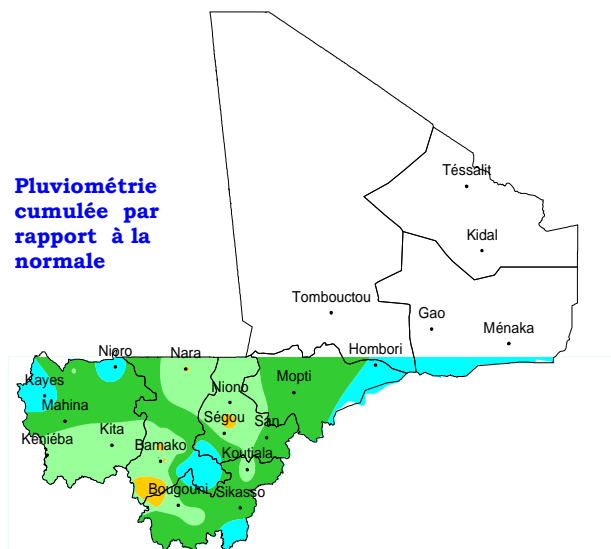 Pluviométrie
cumulée par
rapport à la
normale
Téssalit
Kidal
Tombouctou
Gao
Ménaka
Hombori
Nioro
Nara
Kayes
Niono
Mopti
Mahina
Ségou
San
Kéniéba
Kita
Bamako
Koutiala
Bougouni
Sikasso